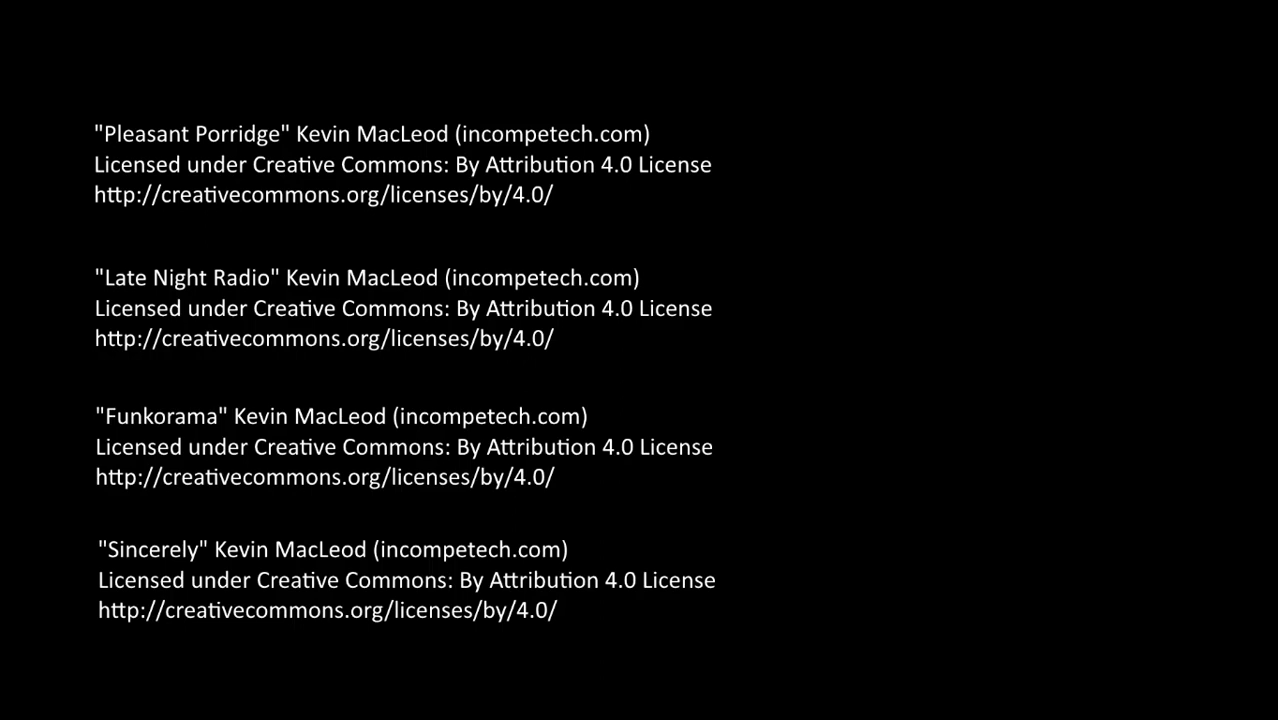 "Pleasant Porridge" Kevin MacLeod (incompetech.com)
Licensed under Creative Commons: By Attribution 4.0 License
http://creativecommons.org/licenses/by/4.0/
"Late Night Radio" Kevin MacLeod (incompetech.com)
Licensed under Creative Commons: By Attribution 4.0 License
http://creativecommons.org/licenses/by/4.0/
"Funkorama" Kevin MacLeod (incompetech.com)
Licensed under Creative Commons: By Attribution 4.0 License
http://creativecommons.org/licenses/by/4.0/
"Sincerely" Kevin MacLeod (incompetech.com)
Licensed under Creative Commons: By Attribution 4.0 License
http://creativecommons.org/licenses/by/4.0/